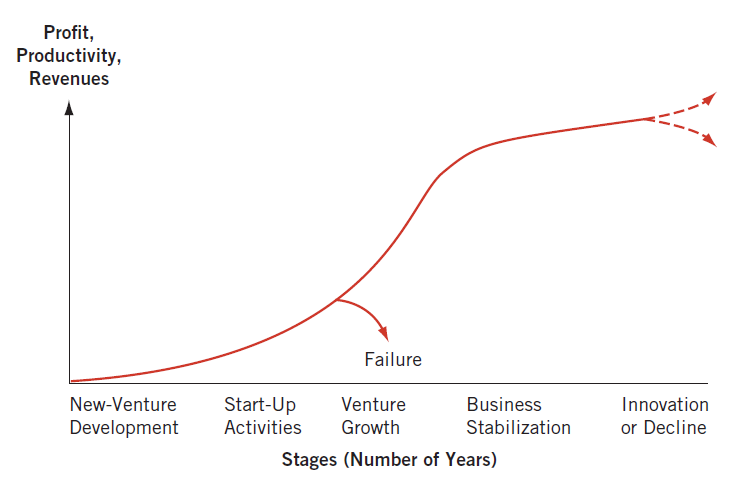 Profit,
Productivity,
Revenues
Failure
New-Venture
Development
Start-Up
Activities
Venture
Growth
Business
Stabilization
Innovation
or Decline
Stages (Number of Years)